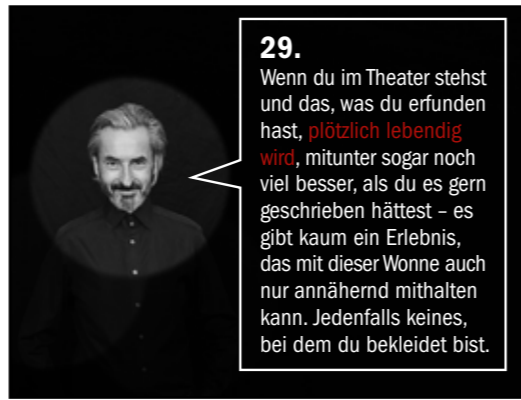 29.
Wenn du im Theater stehst
und das, was du erfunden
hast, plötzlich lebendig
wird, mitunter sogar noch
viel besser, als du es gern
geschrieben hättest – es
gibt kaum ein Erlebnis,
das mit dieser Wonne auch
nur annähernd mithalten
kann. Jedenfalls keines,
bei dem du bekleidet bist.